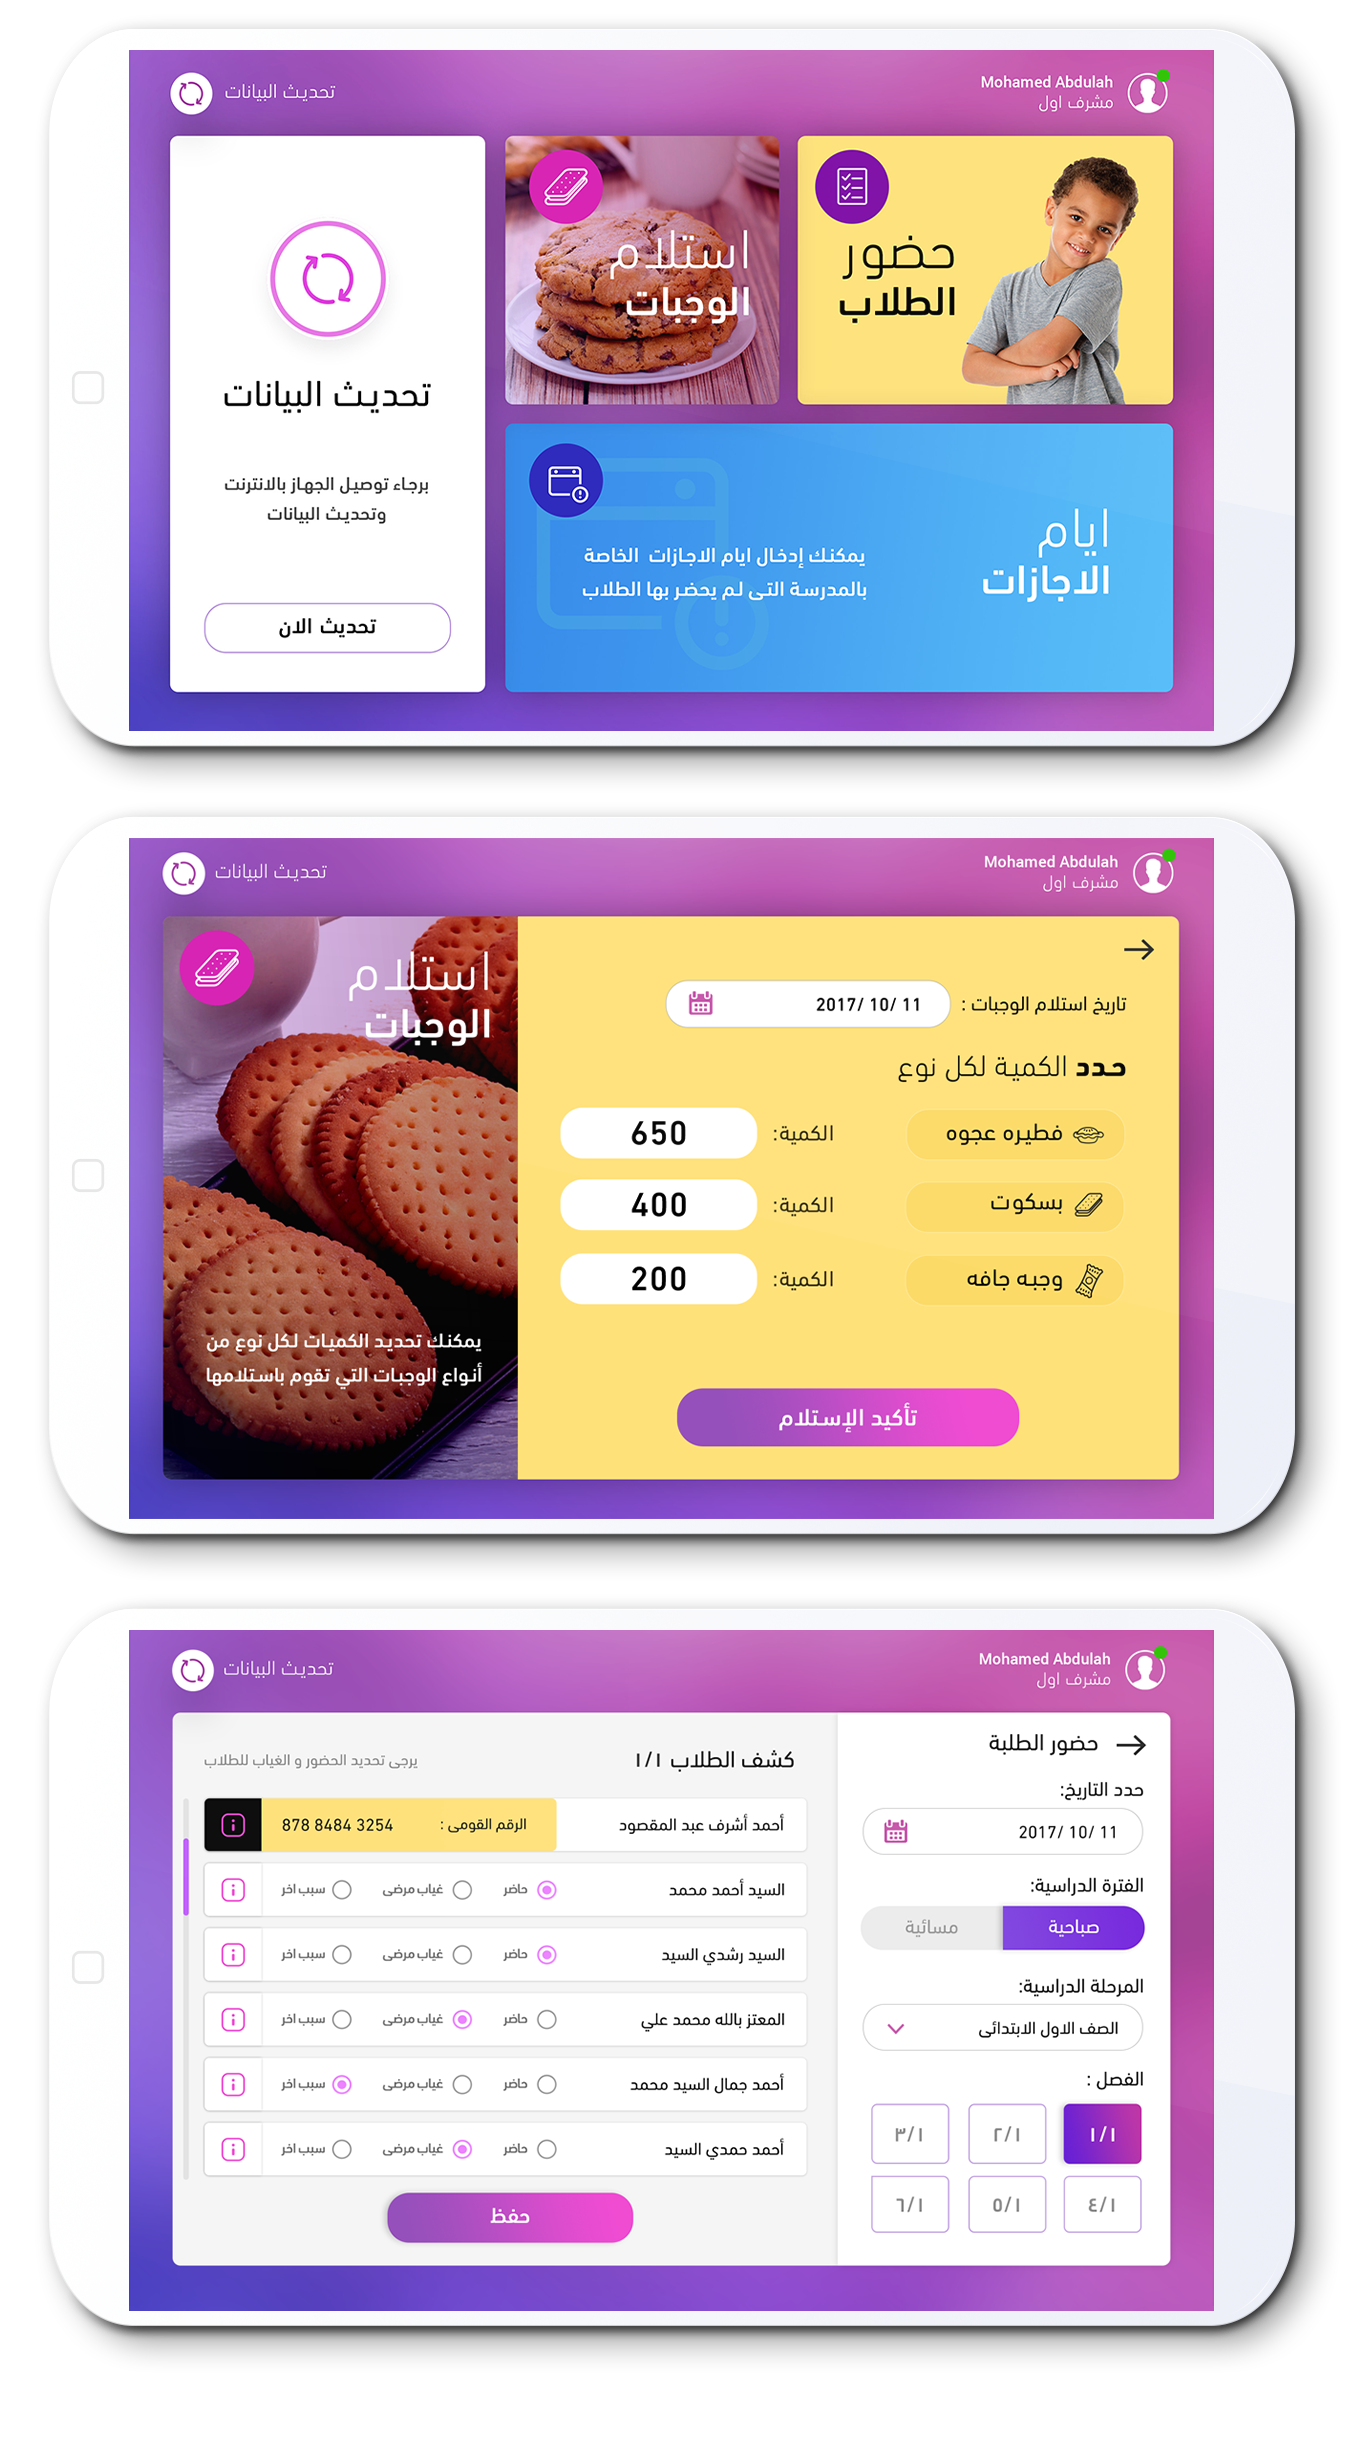 Mohamed Abdulah
مشرف اول
تحديث البيانات
حضور
الطلاب
استلام
الوجبات
تحديث البيانات
برجاء توصيل الجهاز بالانترنت
وتحديث البيانات
تحديث الان
ايام
الاجازات
يمكنك إدخال ايام الاجازات الخاصة
بالمدرسة التى لم يحضر بها الطلاب
Mohamed Abdulah
مشرف اول
تحديث البيانات
تاريخ استلام الوجبات :
2017/ 10/ 11
حدد الكمية لكل نوع
فطيره عجوه
الكمية:
650
بسكوت
الكمية:
400
وجبه جافه
الكمية:
200
تأكيد الإستلام
استلام
الوجبات
يمكنك تحديد الكميات لكل نوع من
أنواع الوجبات التي تقوم باستلامها
Mohamed Abdulah
مشرف اول
تحديث البيانات
حضور الطلبة
حدد التاريخ:
2017/ 10/ 11
الفترة الدراسية:
صباحية
مسائية
المرحلة الدراسية:
الصف الاول الابتدائى
الفصل :
١/١
٢/١
٣/١
٤/١
٥/١
٦/١
كشف الطلاب ١/١
يرجى تحديد الحضور و الغياب للطلاب
أحمد أشرف عبد المقصود
الرقم القومى :
878 8484 3254
السيد أحمد محمد
حاضر
غياب مرضى
سبب اخر
السيد رشدي السيد
حاضر
غياب مرضى
سبب اخر
المعتز بالله محمد علي
حاضر
غياب مرضى
سبب اخر
أحمد جمال السيد محمد
حاضر
غياب مرضى
سبب اخر
أحمد حمدي السيد
حاضر
غياب مرضى
سبب اخر
حفظ